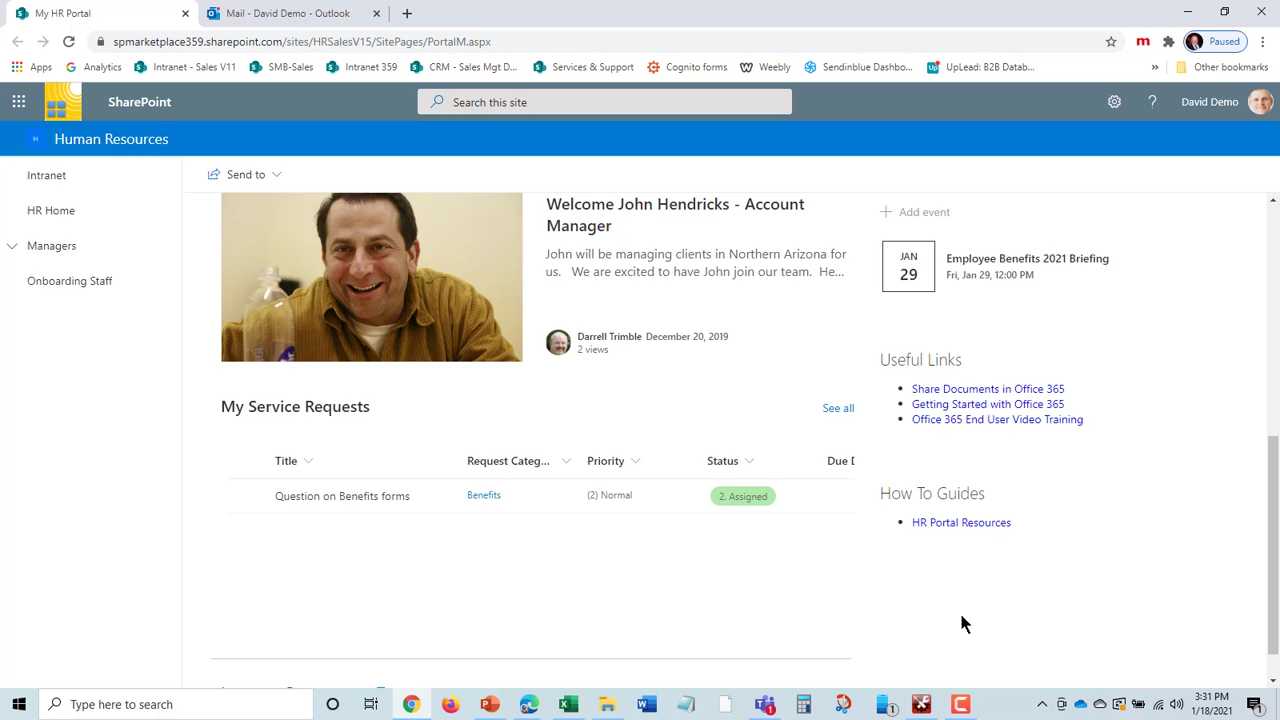 My HR Portal
Mail - David Demo - Outlook
spmarketplace359.sharepoint.com/sites/HRSalesV15/SitePages/PortalM.aspx
Paused
Apps
Analytics
Intranet - Sales V11
SMB-Sales
Intranet 359
CRM - Sales Mgt D...
Services & Support
Cognito forms
Weebly
Sendinblue Dashbo...
UpLead: B2B Datab...
Other bookmarks
SharePoint
Search this site
David Demo
H
Human Resources
Intranet
HR Home
Managers
Onboarding Staff
Send to
Welcome John Hendricks - Account
Manager
John will be managing clients in Northern Arizona for
us. We are excited to have John join our team. He...
Darrell Trimble December 20, 2019
2 views
My Service Requests
See all
Title
Request Categ...
Priority
Status
Due D
Question on Benefits forms
Benefits
(2) Normal
2. Assigned
Add event
JAN
29
Employee Benefits 2021 Briefing
Fri, Jan 29, 12:00 PM
Useful Links
Share Documents in Office 365
Getting Started with Office 365
Office 365 End User Video Training
How To Guides
HR Portal Resources
Type here to search
3:31 PM
1/18/2021